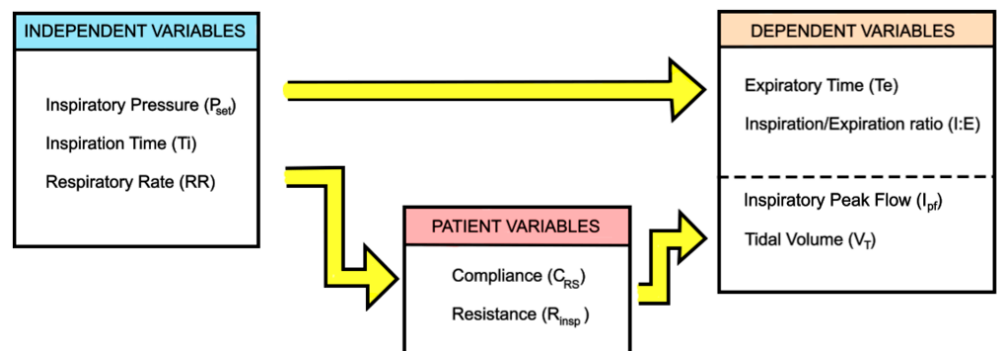 INDEPENDENT VARIABLES
Inspiratory Pressure (Pset)
Inspiration Time (Ti)
Respiratory Rate (RR)
PATIENT VARIABLES
Compliance (CRS)
Resistance (Rinsp )
DEPENDENT VARIABLES
Expiratory Time (Te)
Inspiration/Expiration ratio (I:E)
Inspiratory Peak Flow (Ipf)
Tidal Volume (VT)